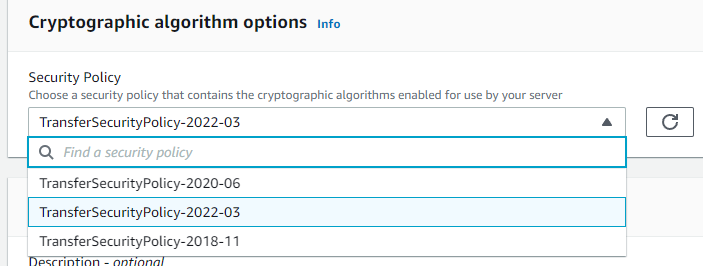 Cryptographic algorithm options Info
Security Policy
Choose a security policy that contains the cryptographic algorithms enabled for use by your server
TransferSecurityPolicy-2022-03
Find a security policy
TransferSecurityPolicy-2020-06
TransferSecurityPolicy-2022-03
TransferSecurityPolicy-2018-11
Description - optional